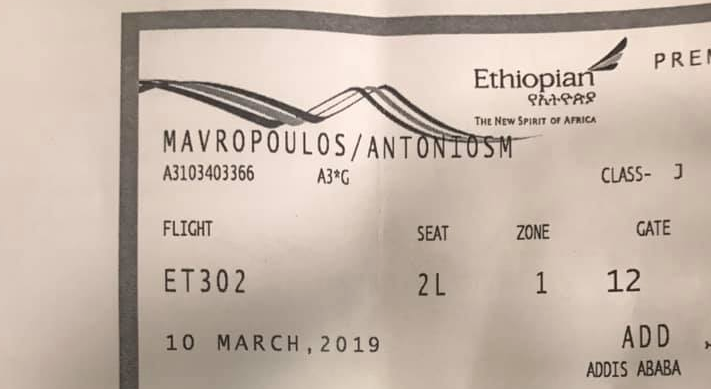 Ethiopian
PREM
የኢትዮጵያ
THE NEW SPIRIT OF AFRICA
MAVROPOULOS/ANTONIOSM
A3103403366 A3*G CLASS- J
FLIGHT SEAT ZONE GATE
ET302 2L 1 12
10 MARCH,2019 ADD
ADDIS ABABA